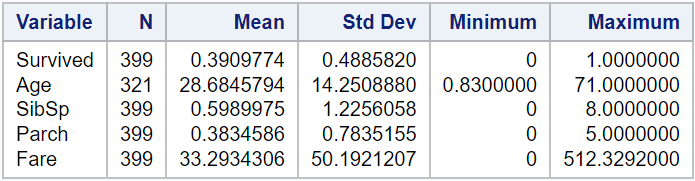 Variable N Mean Std Dev Minimum Maximum
Survived 399 0.3909774 0.4885820 0 1.0000000
Age 321 28.6845794 14.2508880 0.8300000 71.0000000
SibSp 399 0.5989975 1.2256058 0 8.0000000
Parch 399 0.3834586 0.7835155 0 5.0000000
Fare 399 33.2934306 50.1921207 0 512.3292000